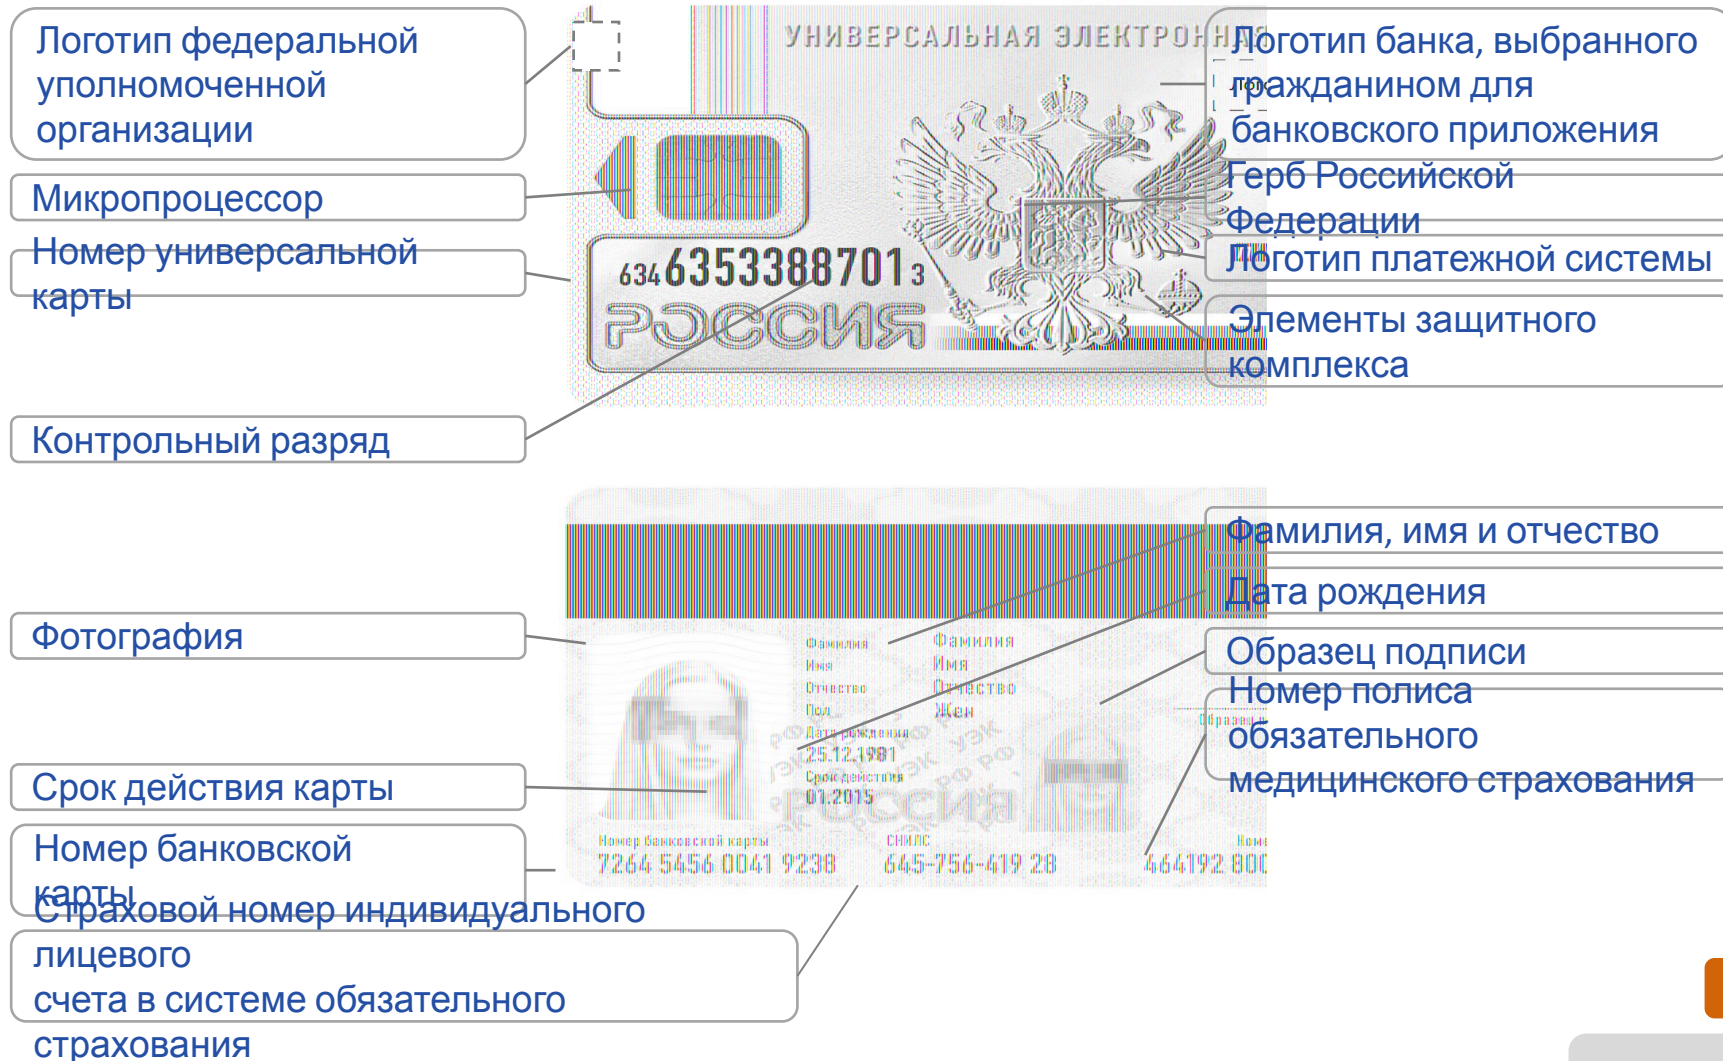 Логотип федеральной
уполномоченной
организации
Микропроцессор
Номер универсальной
карты
Контрольный разряд
УНИВЕРСАЛЬНАЯ ЭЛЕКТРОННАЯ
634 6353388701 3
РОССИЯ
Логотип банка, выбранного
гражданином для
банковского приложения
Герб Российской
Федерации
Логотип платежной системы
Элементы защитного
комплекса
Фотография
Срок действия карты
Номер банковской
карты
Страховой номер индивидуального
лицевого
счета в системе обязательного
страхования
Фамилия Фамилия
Имя Имя
Отчество Отчество
Пол Жен
Дата рождения
25.12.1981
Срок действия
01.2015
РОССИЯ
Образец
Номер банковской карты СНИЛС
7264 5456 0041 9238 645-756-419 28 464192 800
Фамилия, имя и отчество
Дата рождения
Образец подписи
Номер полиса
обязательного
медицинского страхования